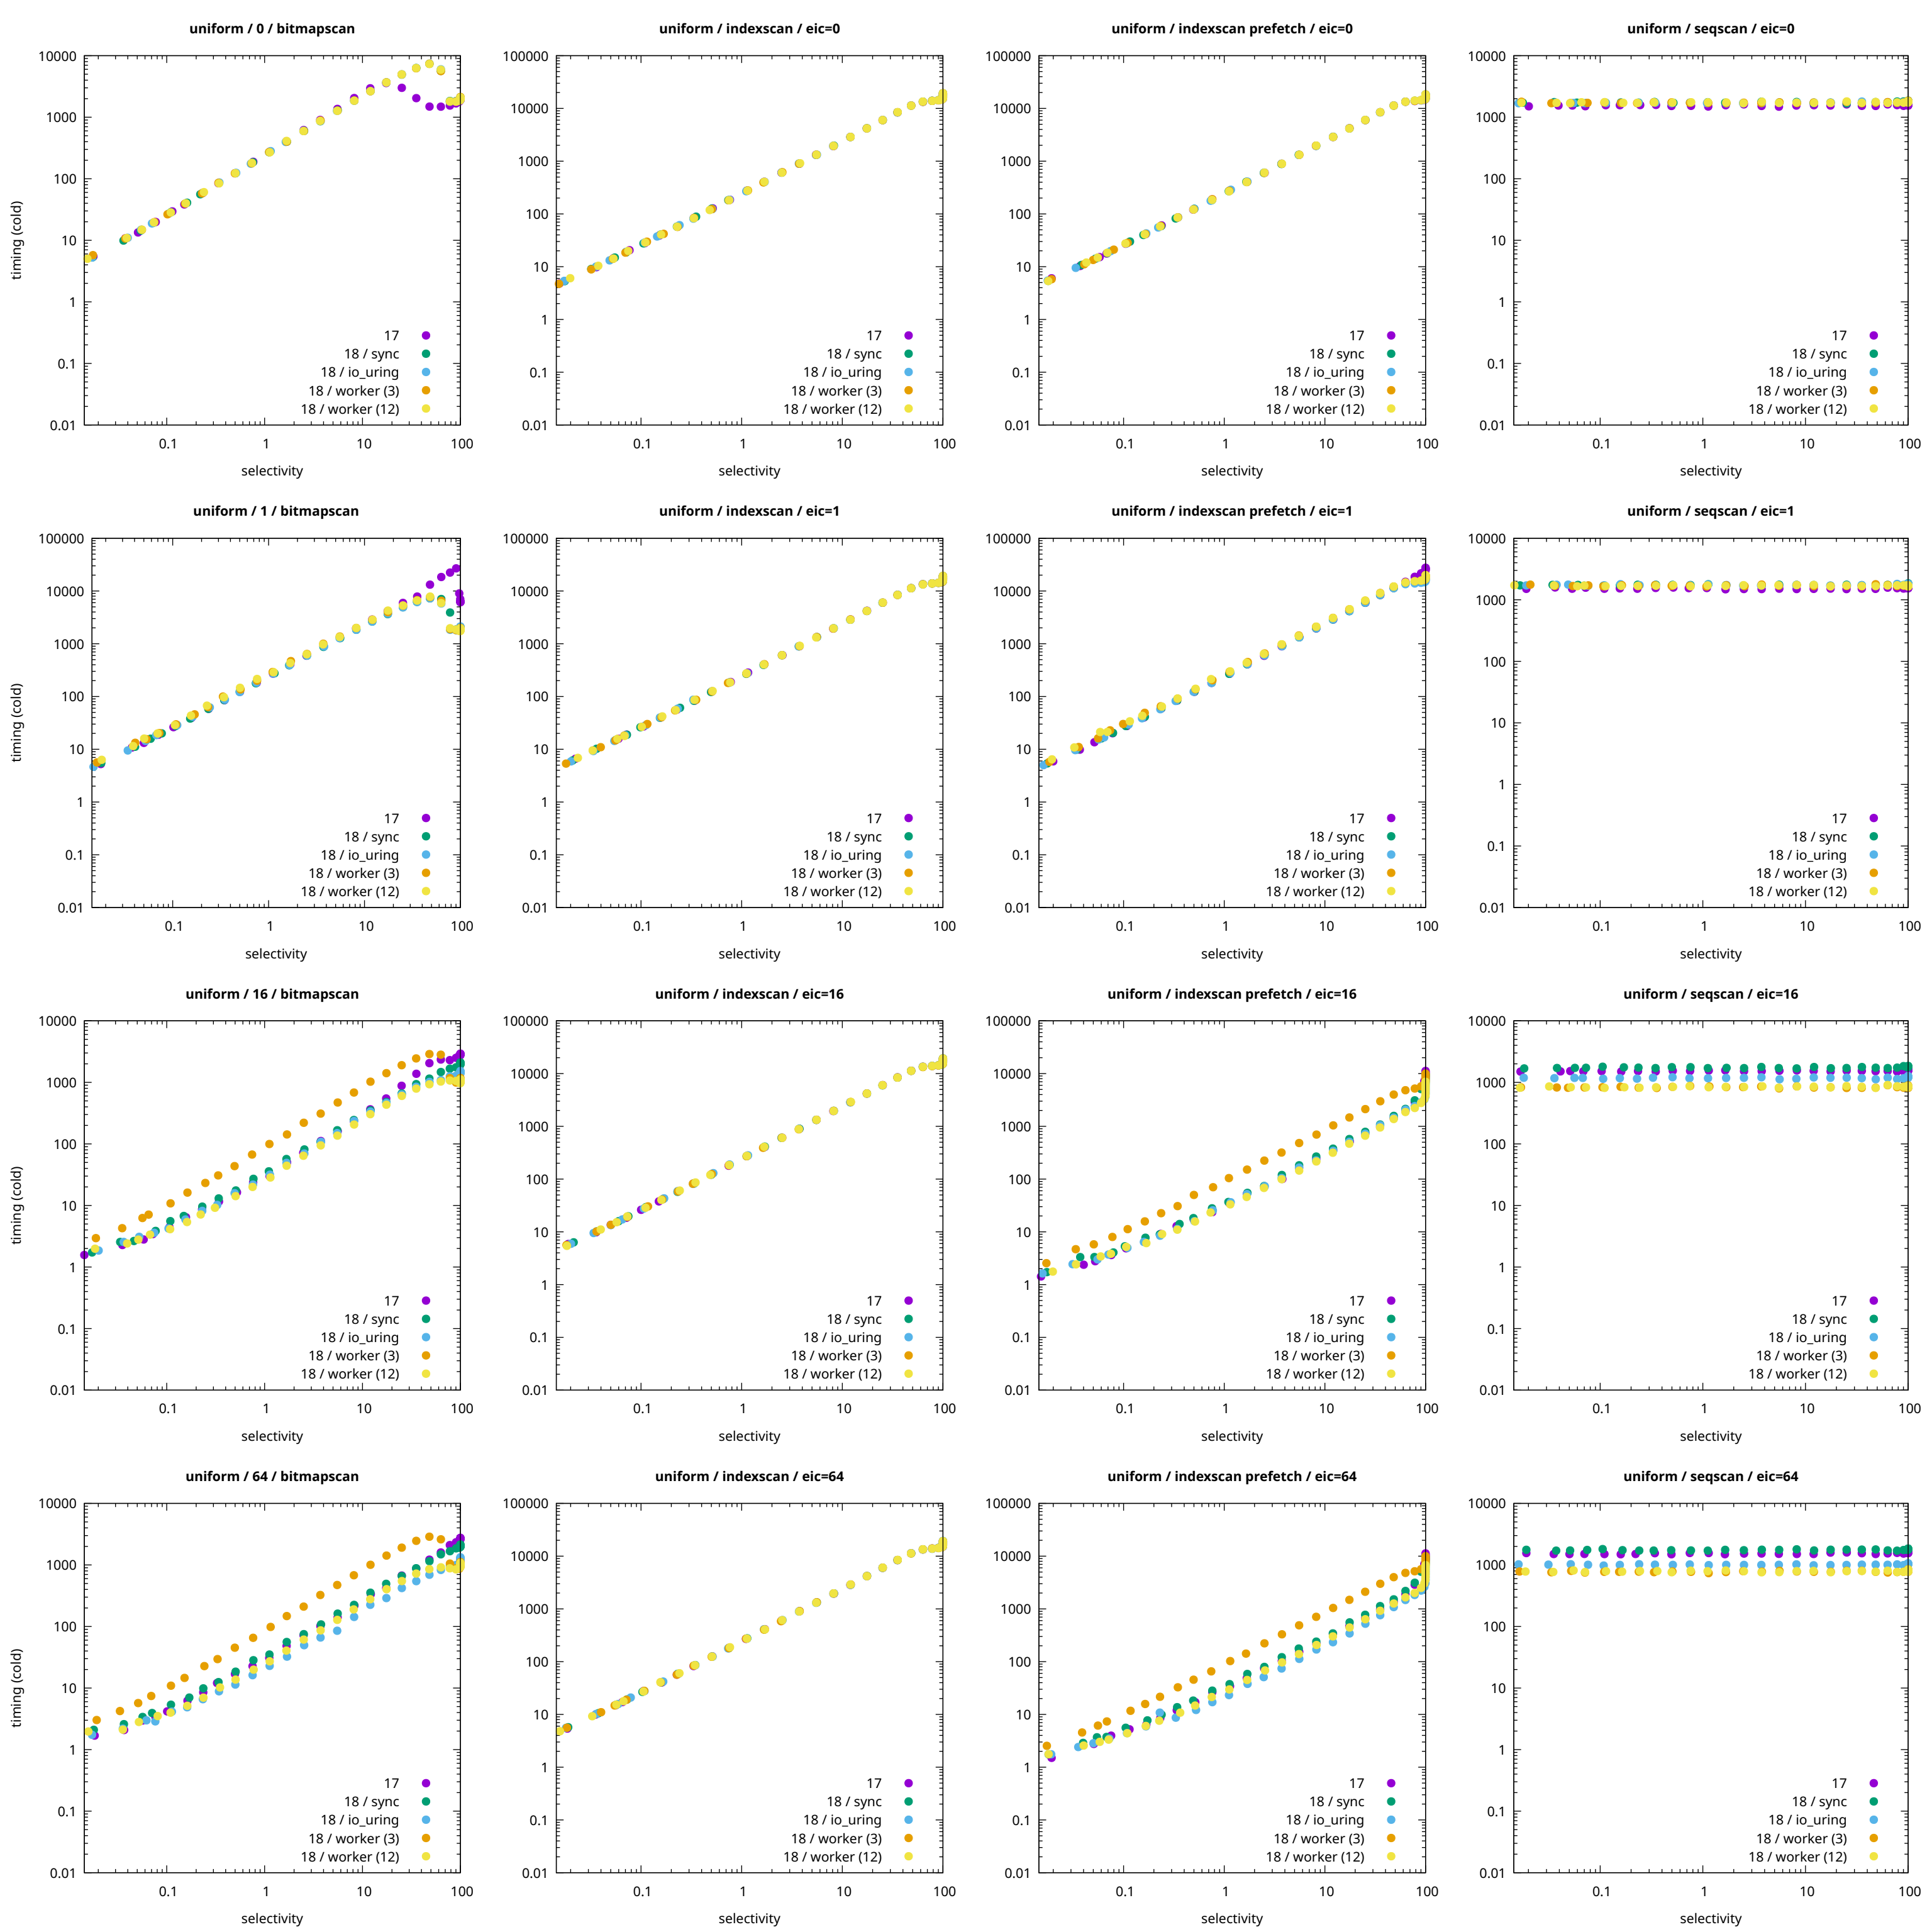 uniform / 0 / bitmapscan
timing (cold)
10000
1000
100
10
1
0.1
0.01
17
18 / sync
18 / io_uring
18 / worker (3)
18 / worker (12)
0.1 1 10 100
selectivity
uniform / indexscan / eic=0
100000
10000
1000
100
10
1
0.1
0.01
17
18 / sync
18 / io_uring
18 / worker (3)
18 / worker (12)
0.1 1 10 100
selectivity
uniform / indexscan prefetch / eic=0
100000
10000
1000
100
10
1
0.1
0.01
17
18 / sync
18 / io_uring
18 / worker (3)
18 / worker (12)
0.1 1 10 100
selectivity
uniform / seqscan / eic=0
10000
1000
100
10
1
0.1
0.01
17
18 / sync
18 / io_uring
18 / worker (3)
18 / worker (12)
0.1 1 10 100
selectivity
uniform / 1 / bitmapscan
timing (cold)
100000
10000
1000
100
10
1
0.1
0.01
17
18 / sync
18 / io_uring
18 / worker (3)
18 / worker (12)
0.1 1 10 100
selectivity
uniform / indexscan / eic=1
100000
10000
1000
100
10
1
0.1
0.01
17
18 / sync
18 / io_uring
18 / worker (3)
18 / worker (12)
0.1 1 10 100
selectivity
uniform / indexscan prefetch / eic=1
100000
10000
1000
100
10
1
0.1
0.01
17
18 / sync
18 / io_uring
18 / worker (3)
18 / worker (12)
0.1 1 10 100
selectivity
uniform / seqscan / eic=1
10000
1000
100
10
1
0.1
0.01
17
18 / sync
18 / io_uring
18 / worker (3)
18 / worker (12)
0.1 1 10 100
selectivity
uniform / 16 / bitmapscan
timing (cold)
10000
1000
100
10
1
0.1
0.01
17
18 / sync
18 / io_uring
18 / worker (3)
18 / worker (12)
0.1 1 10 100
selectivity
uniform / indexscan / eic=16
100000
10000
1000
100
10
1
0.1
0.01
17
18 / sync
18 / io_uring
18 / worker (3)
18 / worker (12)
0.1 1 10 100
selectivity
uniform / indexscan prefetch / eic=16
100000
10000
1000
100
10
1
0.1
0.01
17
18 / sync
18 / io_uring
18 / worker (3)
18 / worker (12)
0.1 1 10 100
selectivity
uniform / seqscan / eic=16
10000
1000
100
10
1
0.1
0.01
17
18 / sync
18 / io_uring
18 / worker (3)
18 / worker (12)
0.1 1 10 100
selectivity
uniform / 64 / bitmapscan
timing (cold)
10000
1000
100
10
1
0.1
0.01
17
18 / sync
18 / io_uring
18 / worker (3)
18 / worker (12)
0.1 1 10 100
selectivity
uniform / indexscan / eic=64
100000
10000
1000
100
10
1
0.1
0.01
17
18 / sync
18 / io_uring
18 / worker (3)
18 / worker (12)
0.1 1 10 100
selectivity
uniform / indexscan prefetch / eic=64
100000
10000
1000
100
10
1
0.1
0.01
17
18 / sync
18 / io_uring
18 / worker (3)
18 / worker (12)
0.1 1 10 100
selectivity
uniform / seqscan / eic=64
10000
1000
100
10
1
0.1
0.01
17
18 / sync
18 / io_uring
18 / worker (3)
18 / worker (12)
0.1 1 10 100
selectivity